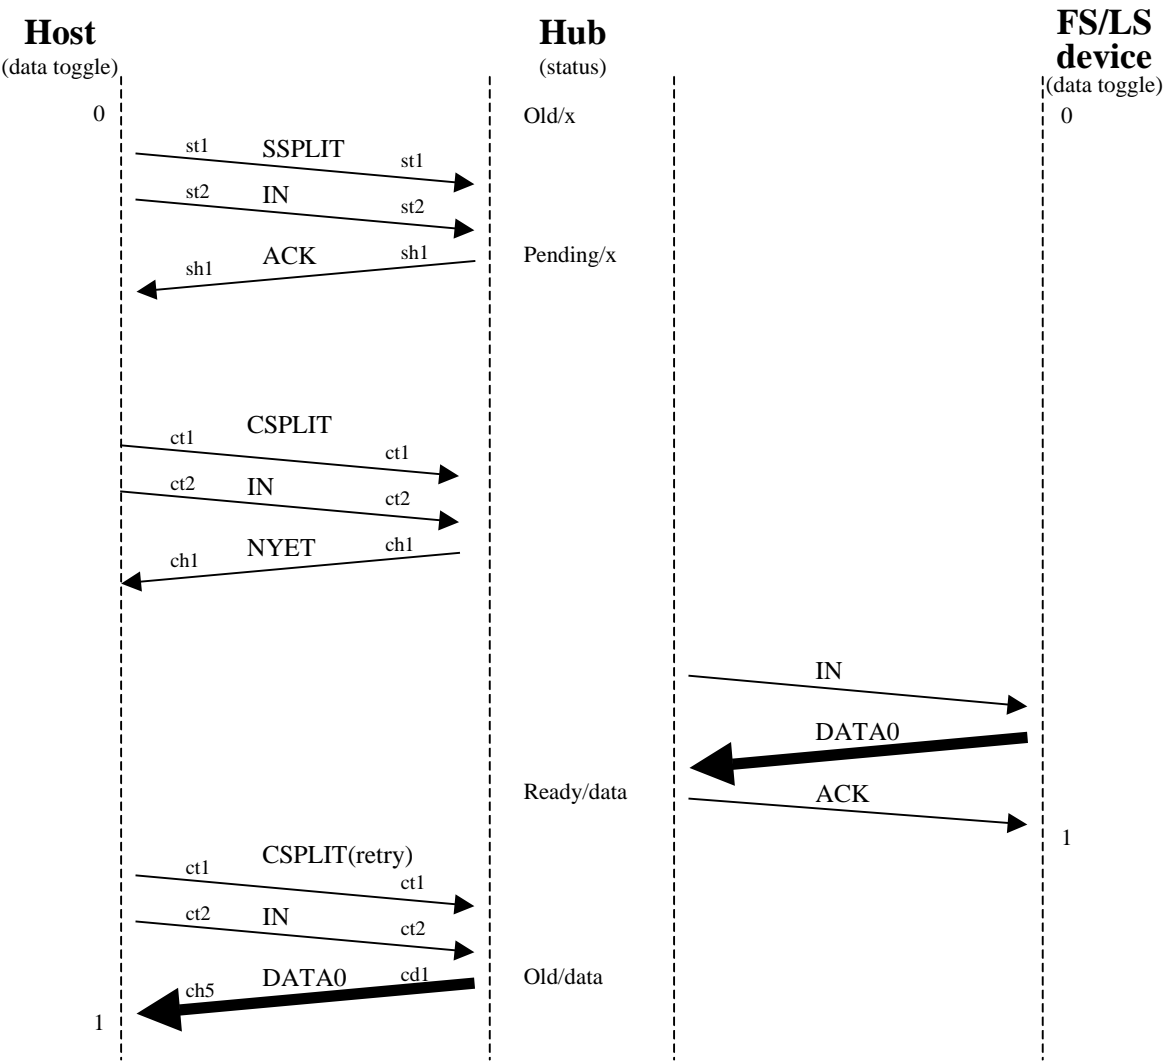 Host
(data toggle)
Hub
(status)
FS/LS
device
(data toggle)
0
Old/x
0
st1 SSPLIT st1
st2 IN st2
Pending/x
sh1 ACK sh1
CSPLIT
ct1 ct1
ct2 IN ct2
NYET ch1
ch1
IN
DATA0
Ready/data
ACK
1
CSPLIT(retry)
ct1 ct1
ct2 IN ct2
DATA0 cd1
Old/data
ch5
1